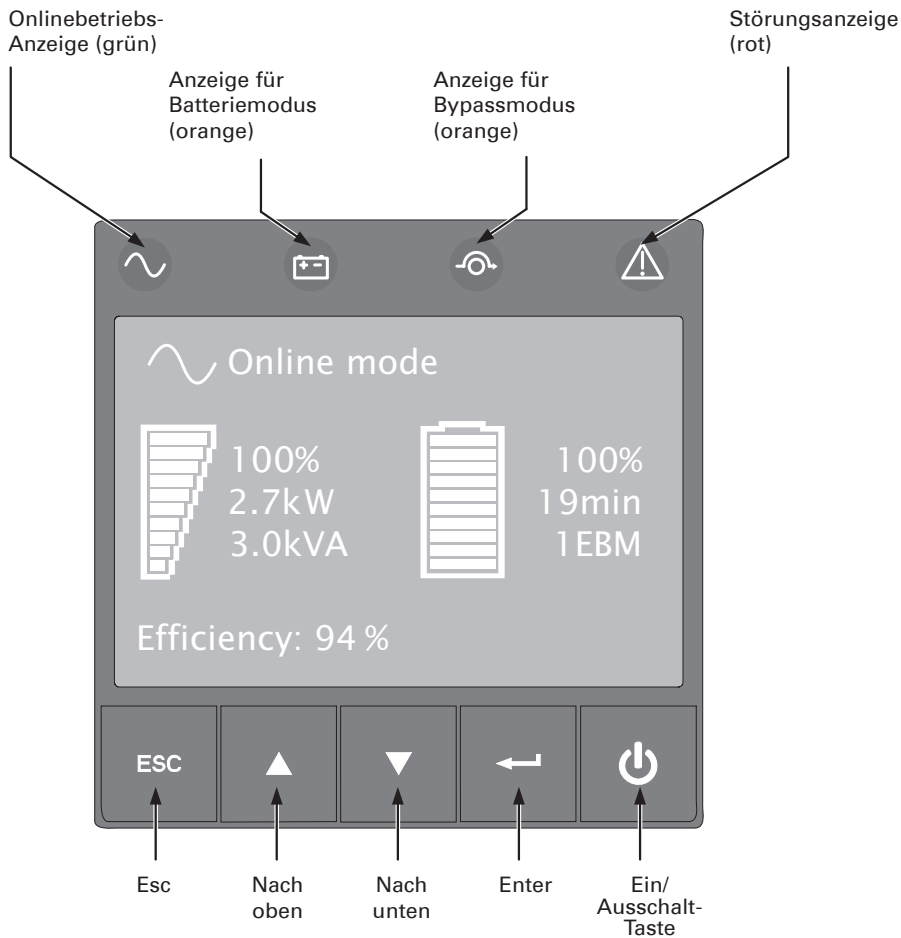 Onlinebetriebs-
Anzeige (grün)
Störungsanzeige
(rot)
Anzeige für
Batteriemodus
(orange)
Anzeige für
Bypassmodus
(orange)
Online mode
100%
2.7kW
3.0kVA
100%
19min
1EBM
Efficiency: 94 %
ESC
Esc
Nach
oben
Nach
unten
Enter
Ein/
Ausschalt-
Taste